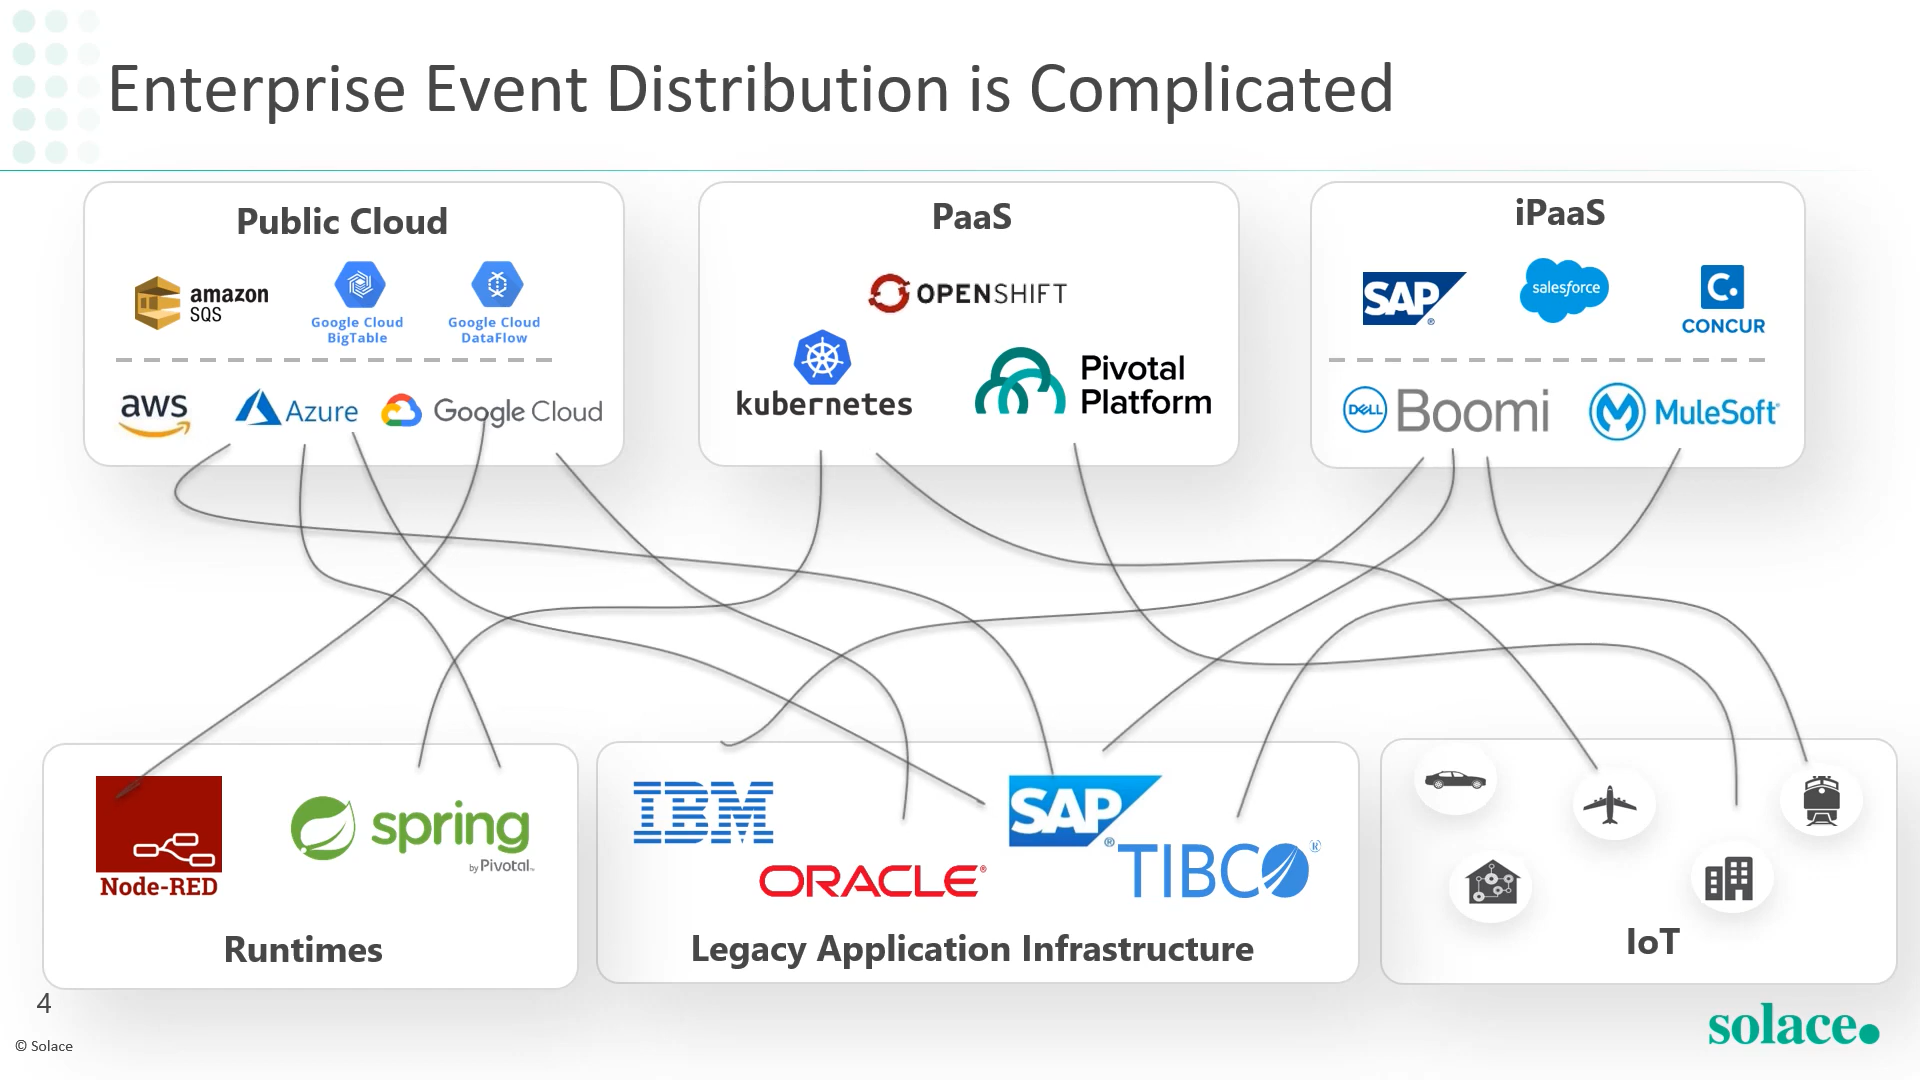 Enterprise Event Distribution is Complicated
Public Cloud
amazon
SQS
Google Cloud
BigTable
Google Cloud
DataFlow
aws
Azure
Google Cloud
PaaS
OPENSHIFT
kubernetes
Pivotal
Platform
iPaaS
SAP®
salesforce
C.
CONCUR
DELL Boomi
MuleSoft®
Node-RED
spring
by Pivotal™
Runtimes
IBM
ORACLE®
SAP®
TIBCO®
Legacy Application Infrastructure
IoT
4
© Solace
solace.